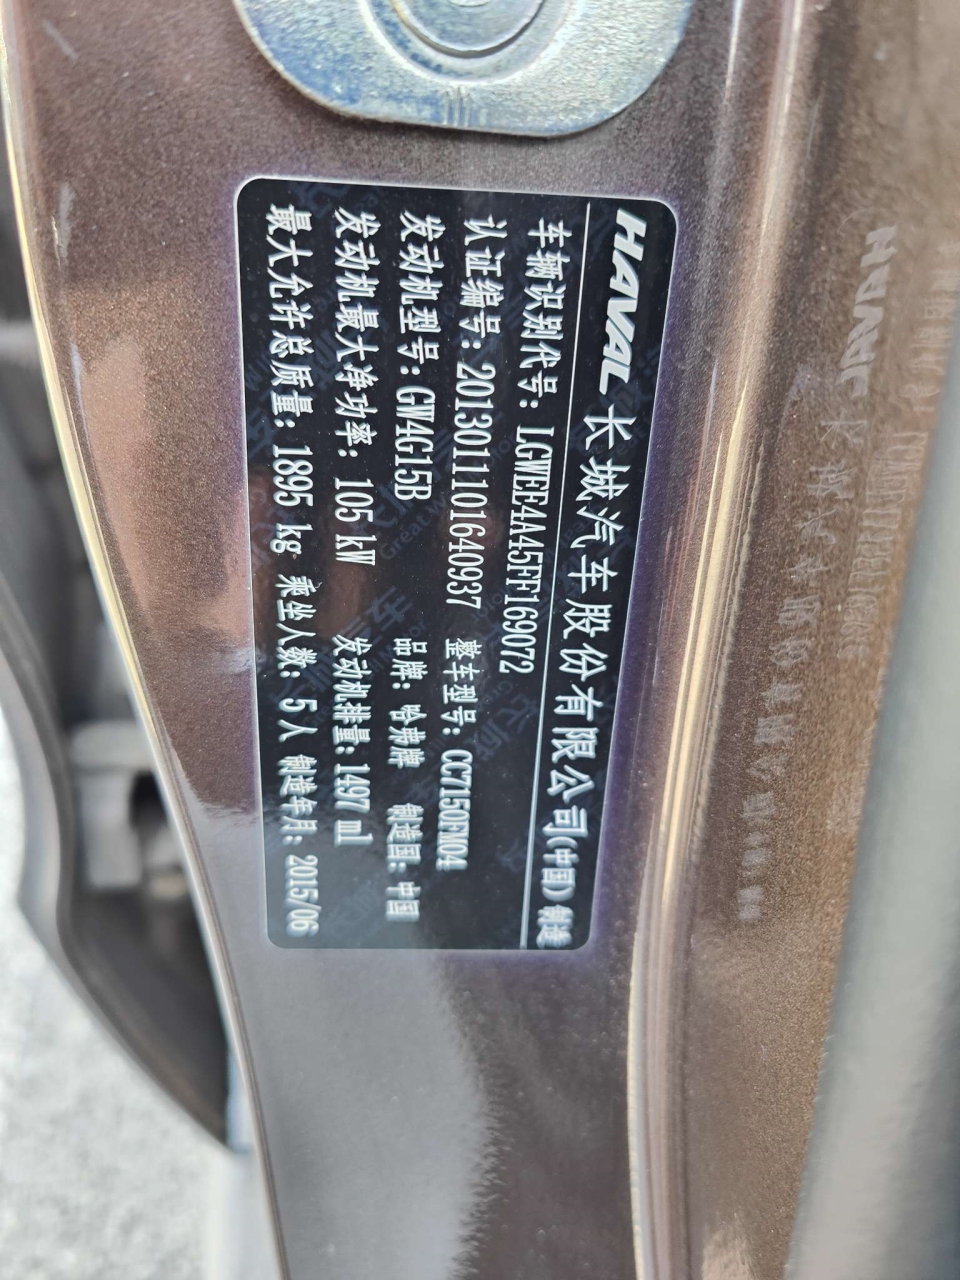 HAVAL 长城汽车股份有限公司(中国)制造
车辆识别代号：LGWEE4A45FF169072
认证编号：2013011101640937 整车型号：CC7150FM04
发动机型号：GW4G15B 品牌：哈弗牌 制造国：中国
发动机最大净功率：105 kW 发动机排量：1497 ml
最大允许总质量：1895 kg 乘坐人数：5人 制造年月：2015/06